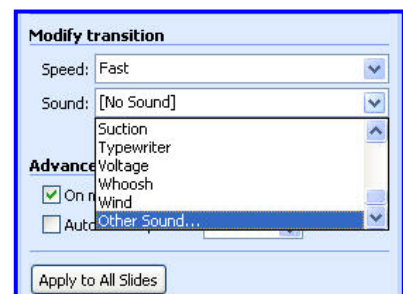 Modify transition
Speed: Fast
Sound: [No Sound]
Suction
Typewriter
Advance Voltage
Whoosh
On Wind
Other Sound...
Apply to All Slides